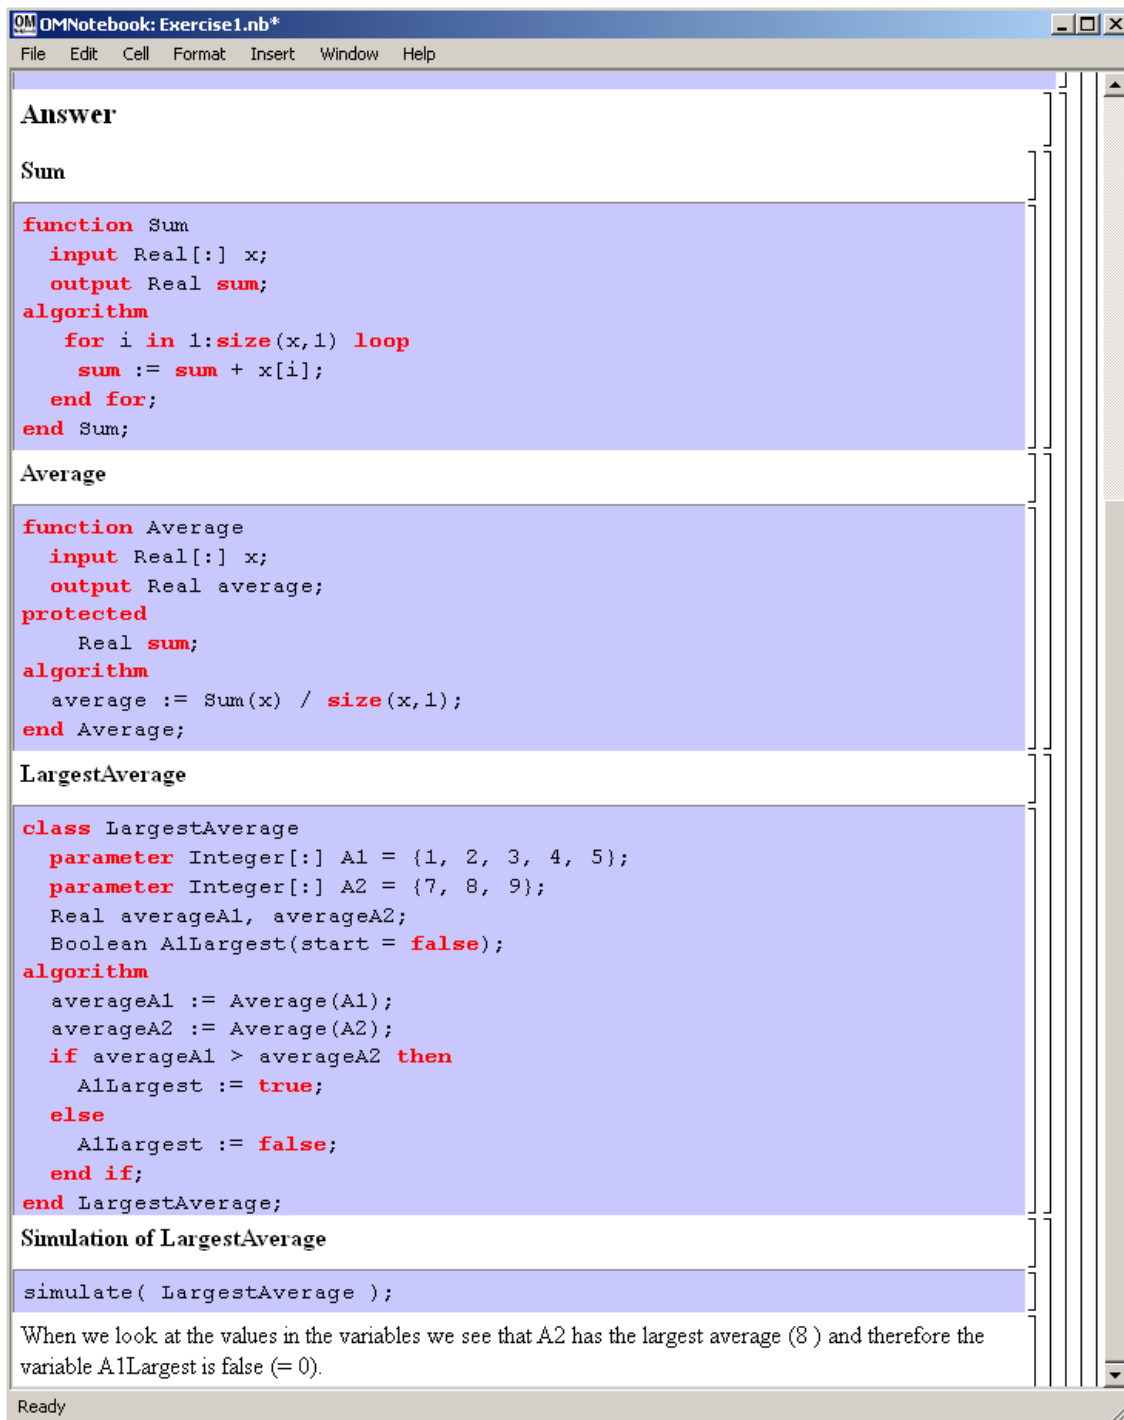 OMNotebook: Exercise1.nb*
File Edit Cell Format Insert Window Help
Answer
Sum
function Sum
  input Real[:] x;
  output Real sum;
algorithm
   for i in 1:size(x,1) loop
    sum := sum + x[i];
  end for;
end Sum;
Average
function Average
  input Real[:] x;
  output Real average;
protected
    Real sum;
algorithm
  average := Sum(x) / size(x,1);
end Average;
LargestAverage
class LargestAverage
  parameter Integer[:] A1 = {1, 2, 3, 4, 5};
  parameter Integer[:] A2 = {7, 8, 9};
  Real averageA1, averageA2;
  Boolean A1Largest(start = false);
algorithm
  averageA1 := Average(A1);
  averageA2 := Average(A2);
  if averageA1 > averageA2 then
    A1Largest := true;
  else
    A1Largest := false;
  end if;
end LargestAverage;
Simulation of LargestAverage
simulate( LargestAverage );
When we look at the values in the variables we see that A2 has the largest average (8 ) and therefore the
variable A1Largest is false (= 0).
Ready